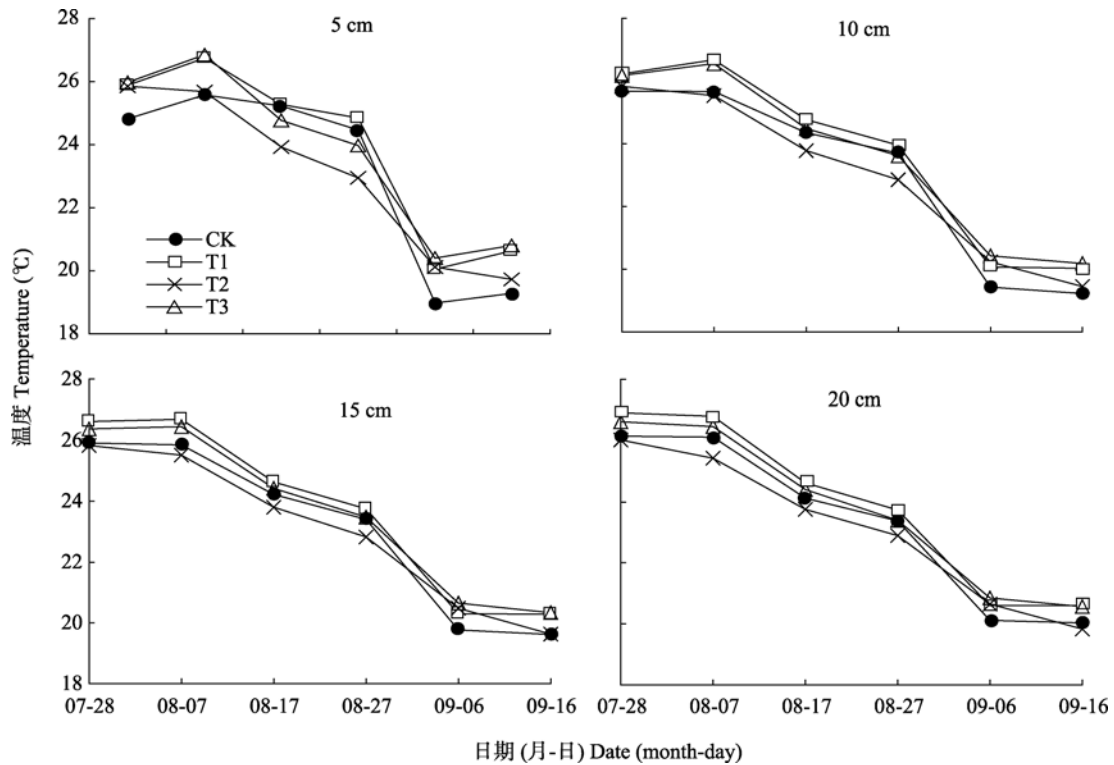 28
26
24
22
20
18
5 cm
CK
T1
T2
T3
10 cm
温度 Temperature (℃)
28
26
24
22
20
18
15 cm
20 cm
07-28 08-07 08-17 08-27 09-06 09-16
07-28 08-07 08-17 08-27 09-06 09-16
日期 (月-日) Date (month-day)